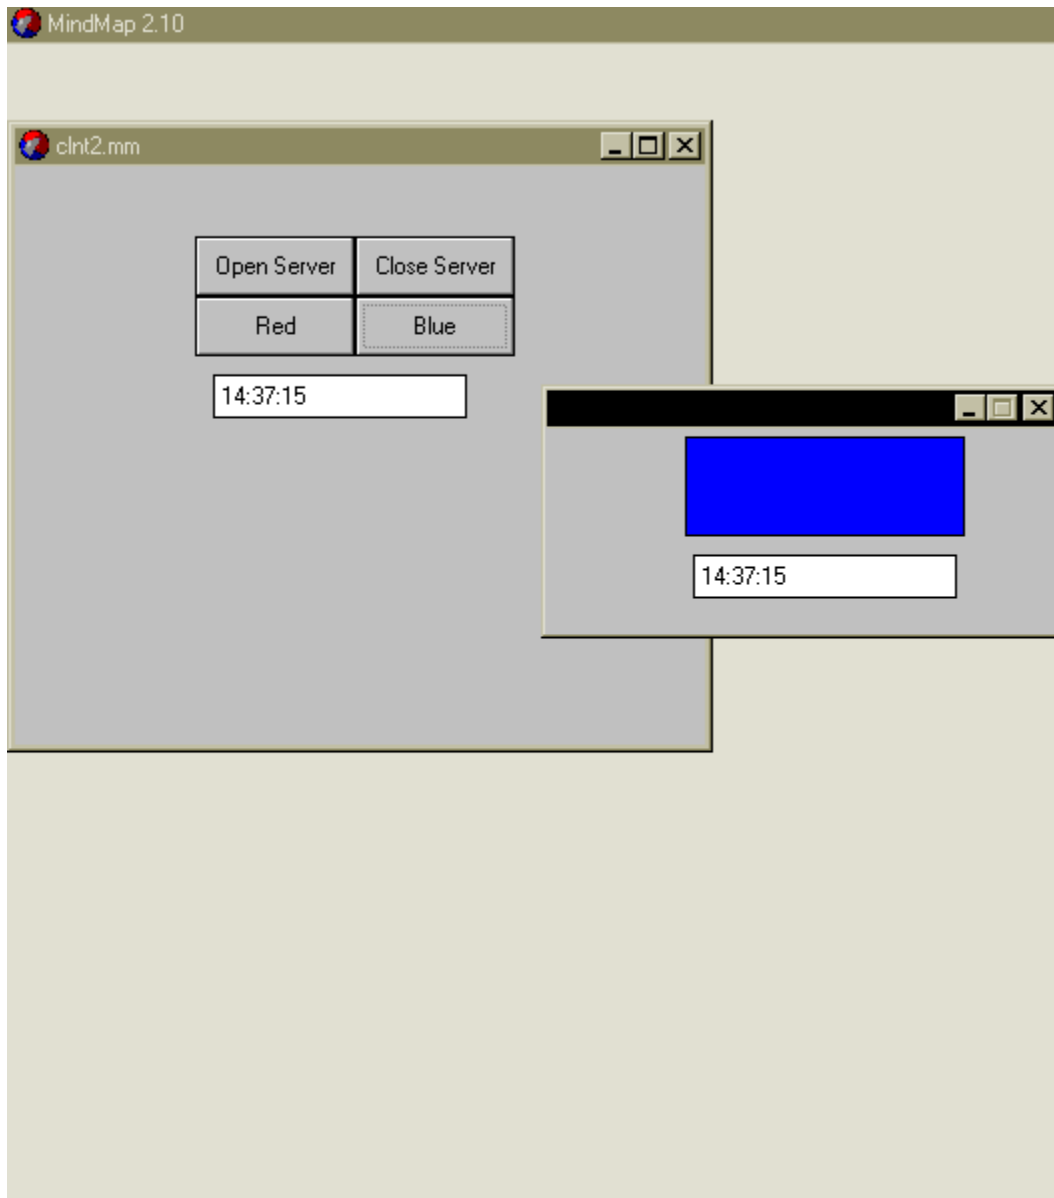 MindMap 2.10
clnt2.mm
Open Server Close Server
Red Blue
14:37:15
14:37:15